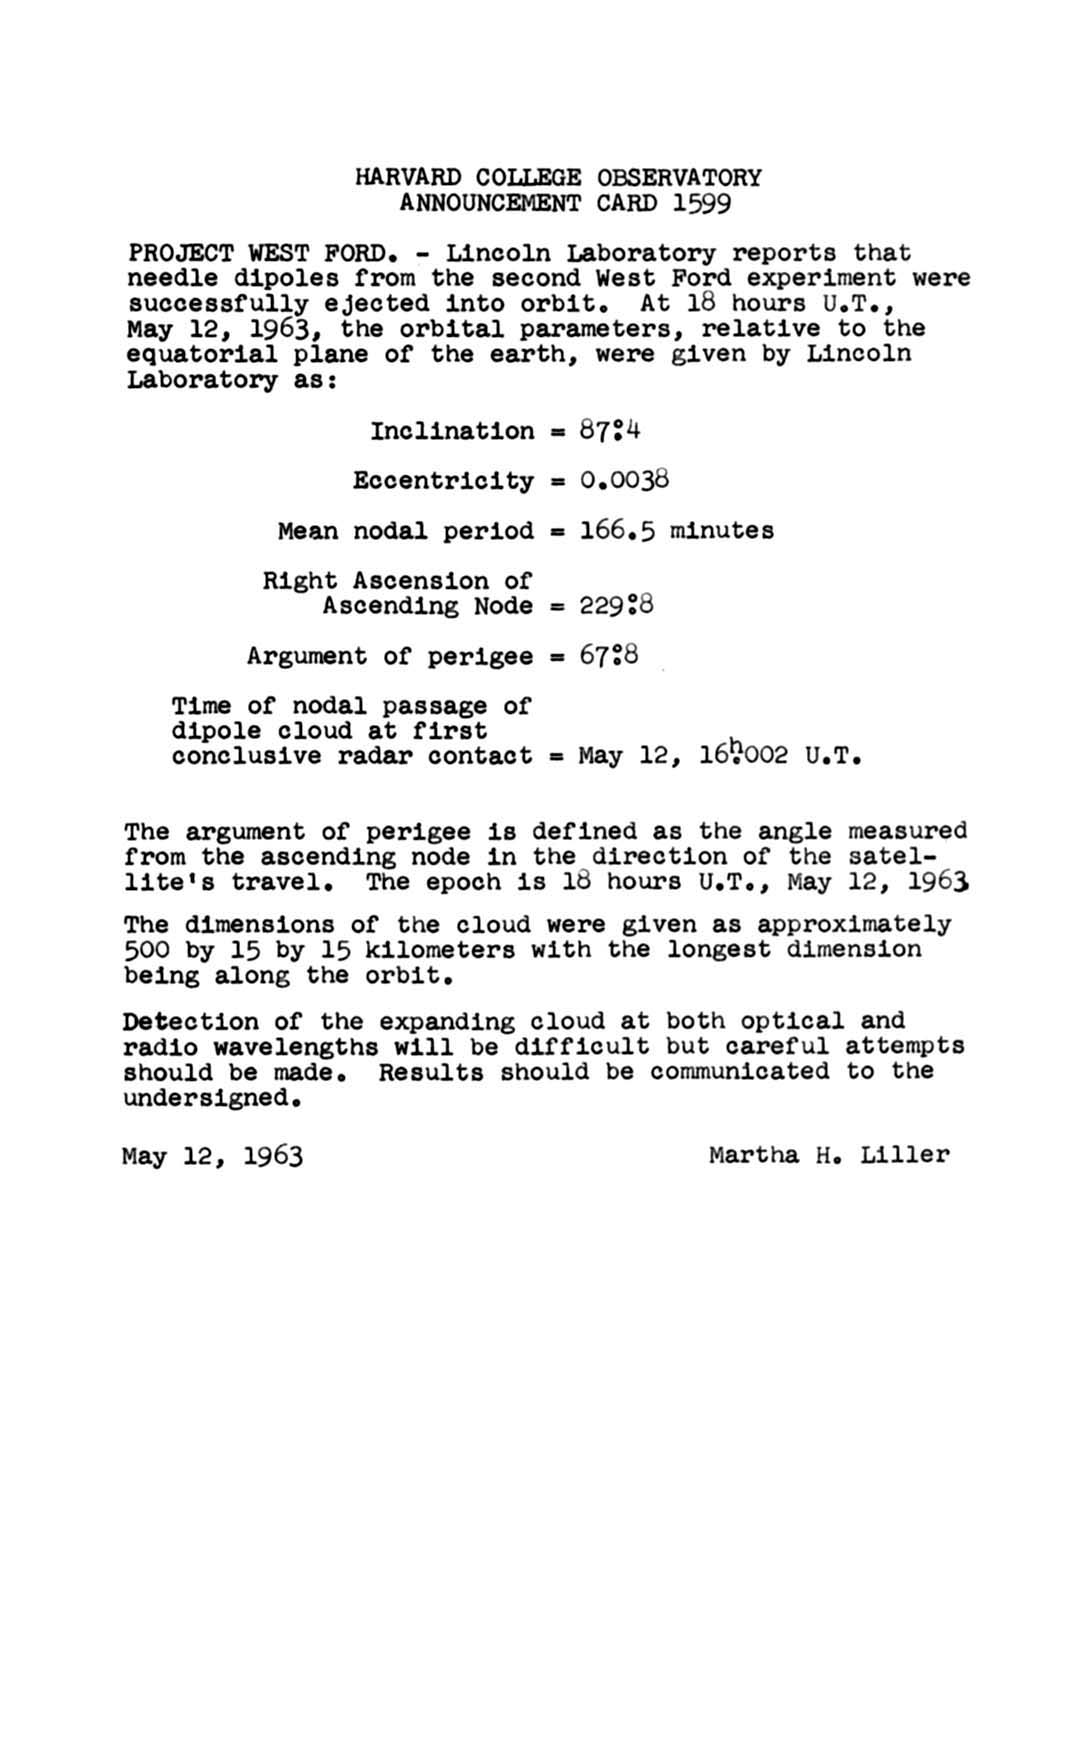 HARVARD COLLEGE OBSERVATORY
ANNOUNCEMENT CARD 1599
PROJECT WEST FORD. - Lincoln Laboratory reports that
needle dipoles from the second West Ford experiment were
successfully ejected into orbit. At 18 hours U.T.,
May 12, 1963, the orbital parameters, relative to the
equatorial plane of the earth, were given by Lincoln
Laboratory as:
Inclination = 87°.4
Eccentricity = 0.0038
Mean nodal period = 166.5 minutes
Right Ascension of
Ascending Node = 229°.8
Argument of perigee = 67°.8
Time of nodal passage of
dipole cloud at first
conclusive radar contact = May 12, 16ʰ.002 U.T.
The argument of perigee is defined as the angle measured
from the ascending node in the direction of the satel-
lite's travel. The epoch is 18 hours U.T., May 12, 1963
The dimensions of the cloud were given as approximately
500 by 15 by 15 kilometers with the longest dimension
being along the orbit.
Detection of the expanding cloud at both optical and
radio wavelengths will be difficult but careful attempts
should be made. Results should be communicated to the
undersigned.
May 12, 1963 Martha H. Liller